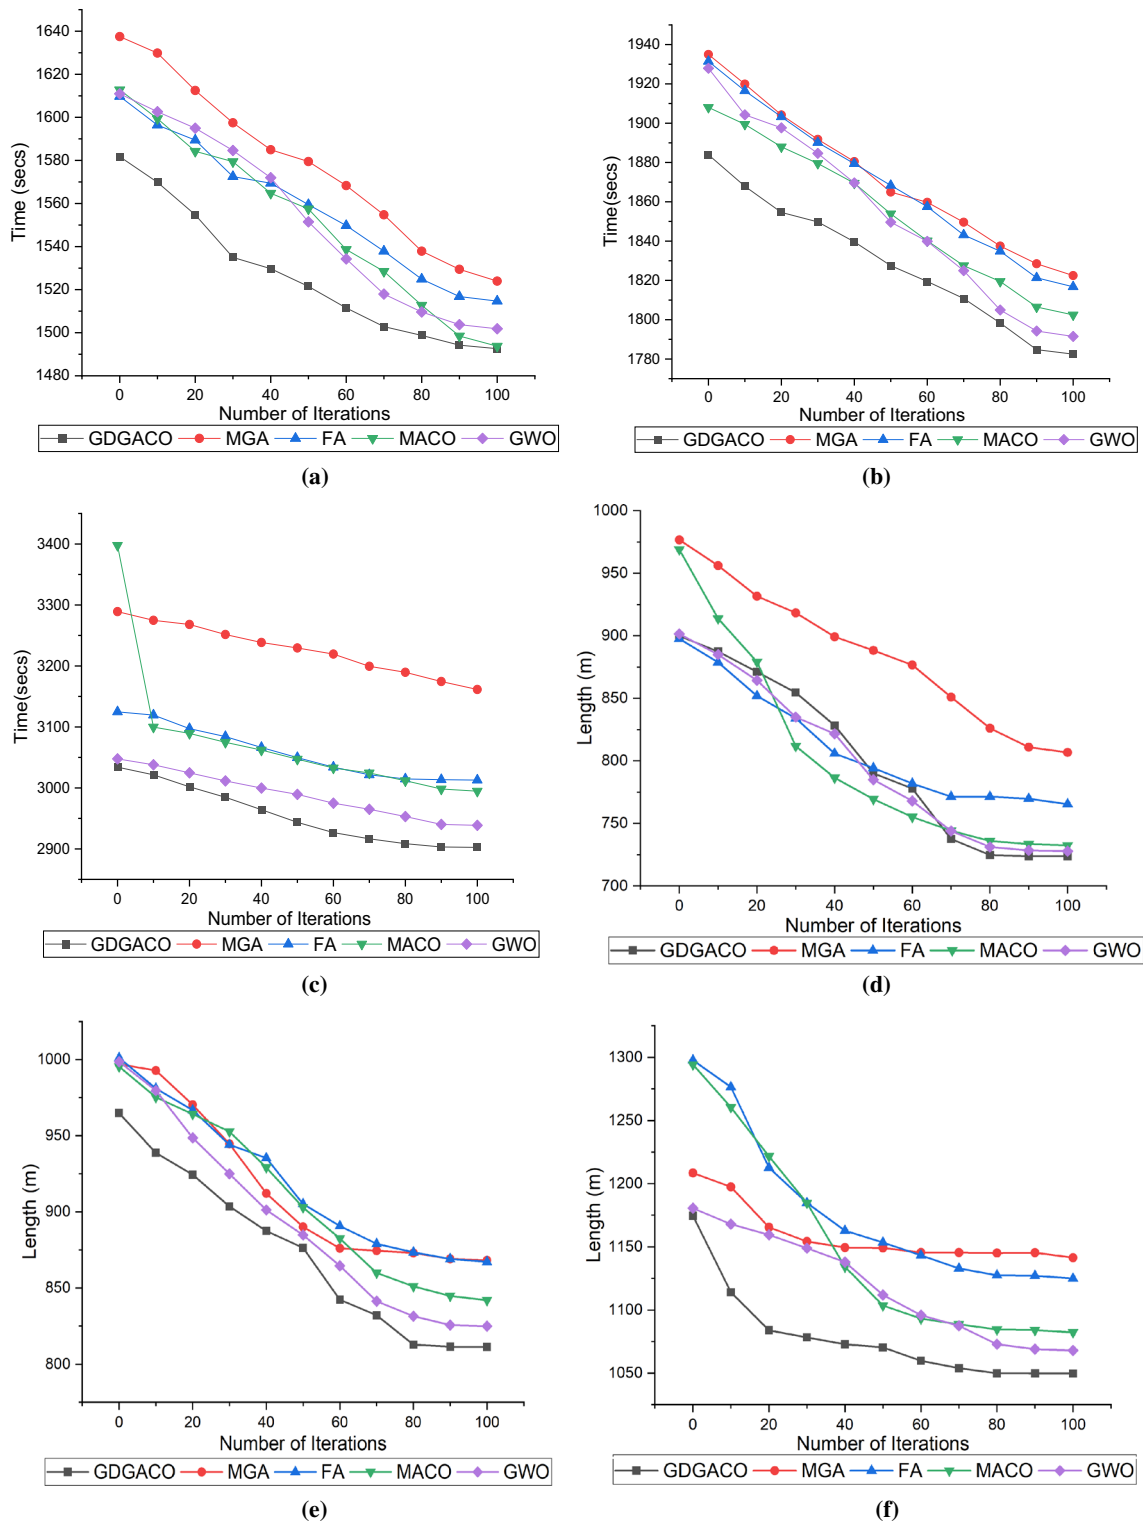 1640
1620
1600
1580
1560
1540
1520
1500
1480
Time (secs)
0 20 40 60 80 100
Number of Iterations
GDGACO MGA FA MACO GWO
(a)
1940
1920
1900
1880
1860
1840
1820
1800
1780
Time(secs)
0 20 40 60 80 100
Number of Iterations
GDGACO MGA FA MACO GWO
(b)
3400
3300
3200
3100
3000
2900
Time(secs)
0 20 40 60 80 100
Number of Iterations
GDGACO MGA FA MACO GWO
(c)
1000
950
900
850
800
750
700
Length (m)
0 20 40 60 80 100
Number of Iterations
GDGACO MGA FA MACO GWO
(d)
1000
950
900
850
800
Length (m)
0 20 40 60 80 100
Number of Iterations
GDGACO MGA FA MACO GWO
(e)
1300
1250
1200
1150
1100
1050
Length (m)
0 20 40 60 80 100
Number of Iterations
GDGACO MGA FA MACO GWO
(f)